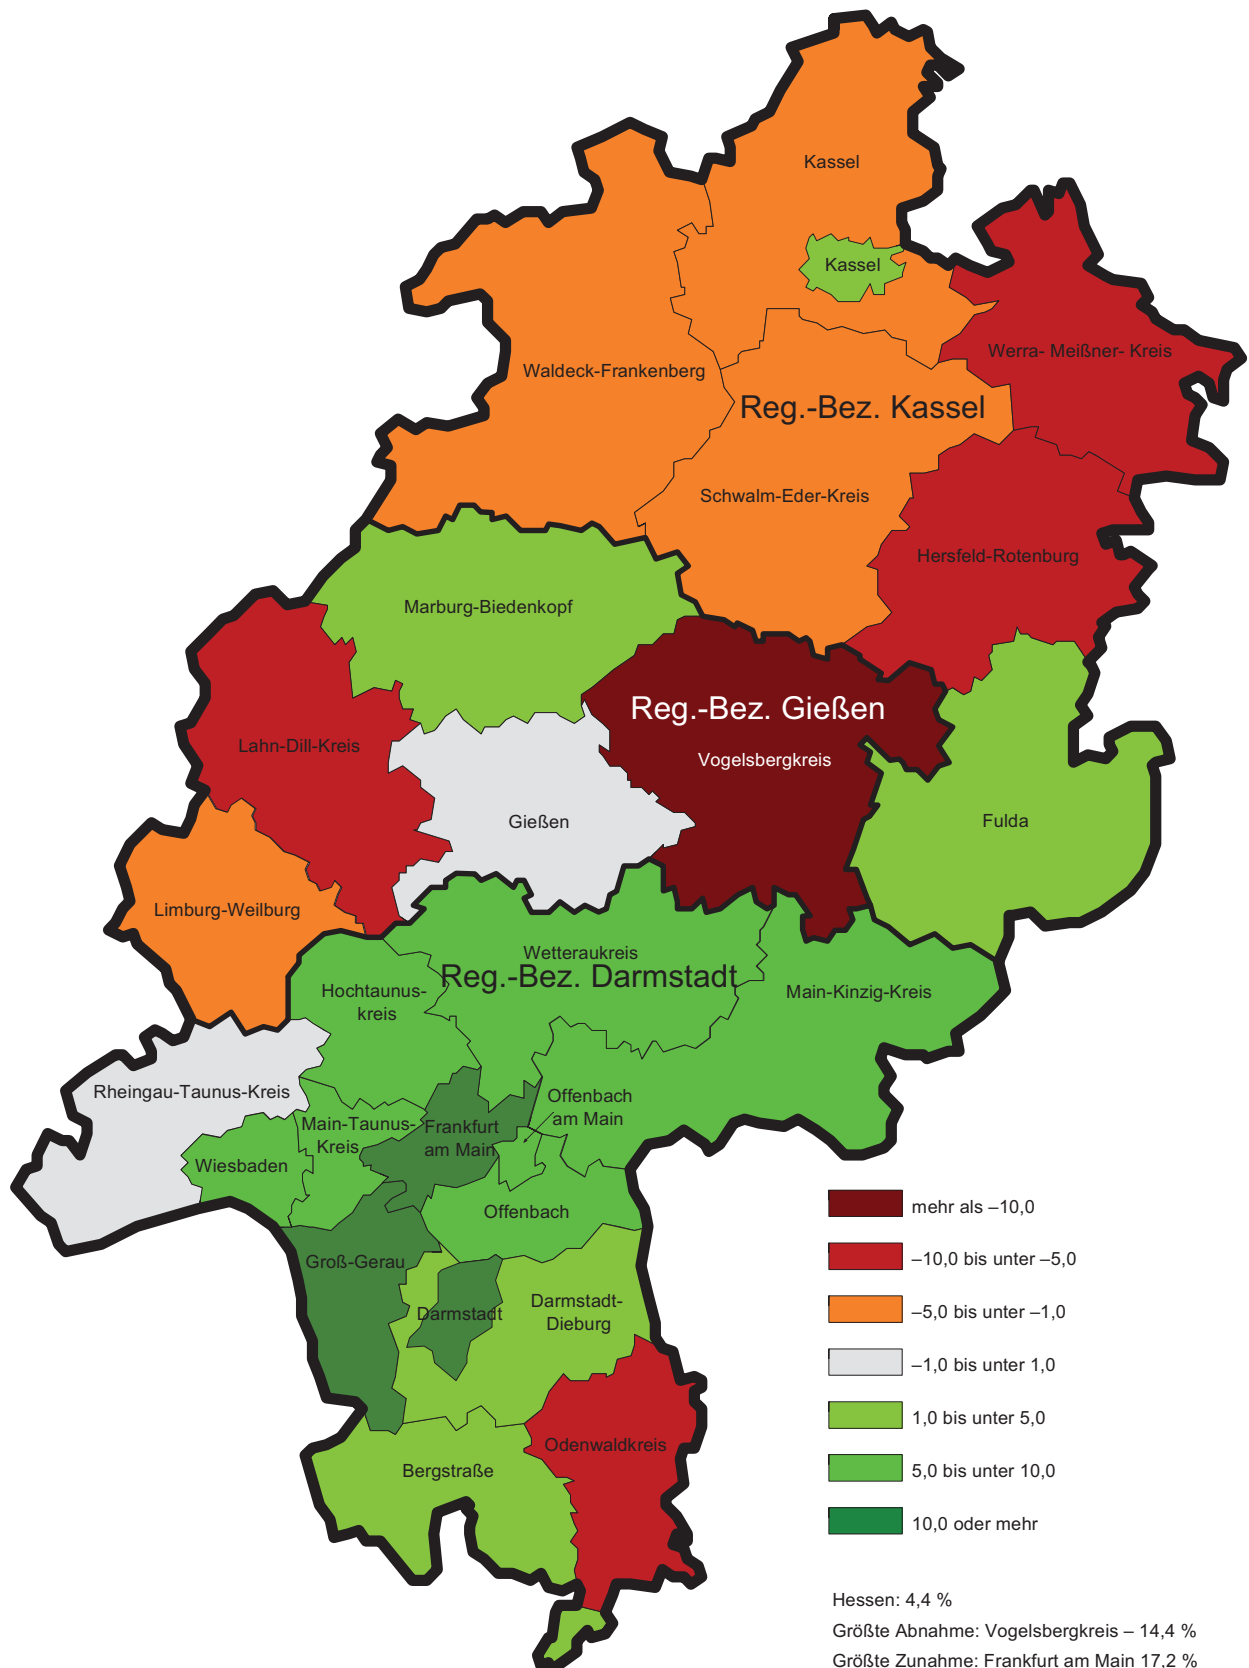 Kassel
Kassel
Werra- Meißner- Kreis
Waldeck-Frankenberg
Reg.-Bez. Kassel
Schwalm-Eder-Kreis
Hersfeld-Rotenburg
Marburg-Biedenkopf
Reg.-Bez. Gießen
Lahn-Dill-Kreis
Vogelsbergkreis
Gießen
Fulda
Limburg-Weilburg
Wetteraukreis
Reg.-Bez. Darmstadt
Hochtaunus-
kreis
Main-Kinzig-Kreis
Rheingau-Taunus-Kreis
Offenbach
am Main
Main-Taunus-
Kreis
Frankfurt
am Main
Wiesbaden
Offenbach
Groß-Gerau
Darmstadt
Darmstadt-
Dieburg
Odenwaldkreis
Bergstraße
mehr als –10,0
–10,0 bis unter –5,0
–5,0 bis unter –1,0
–1,0 bis unter 1,0
1,0 bis unter 5,0
5,0 bis unter 10,0
10,0 oder mehr
Hessen: 4,4 %
Größte Abnahme: Vogelsbergkreis – 14,4 %
Größte Zunahme: Frankfurt am Main 17,2 %